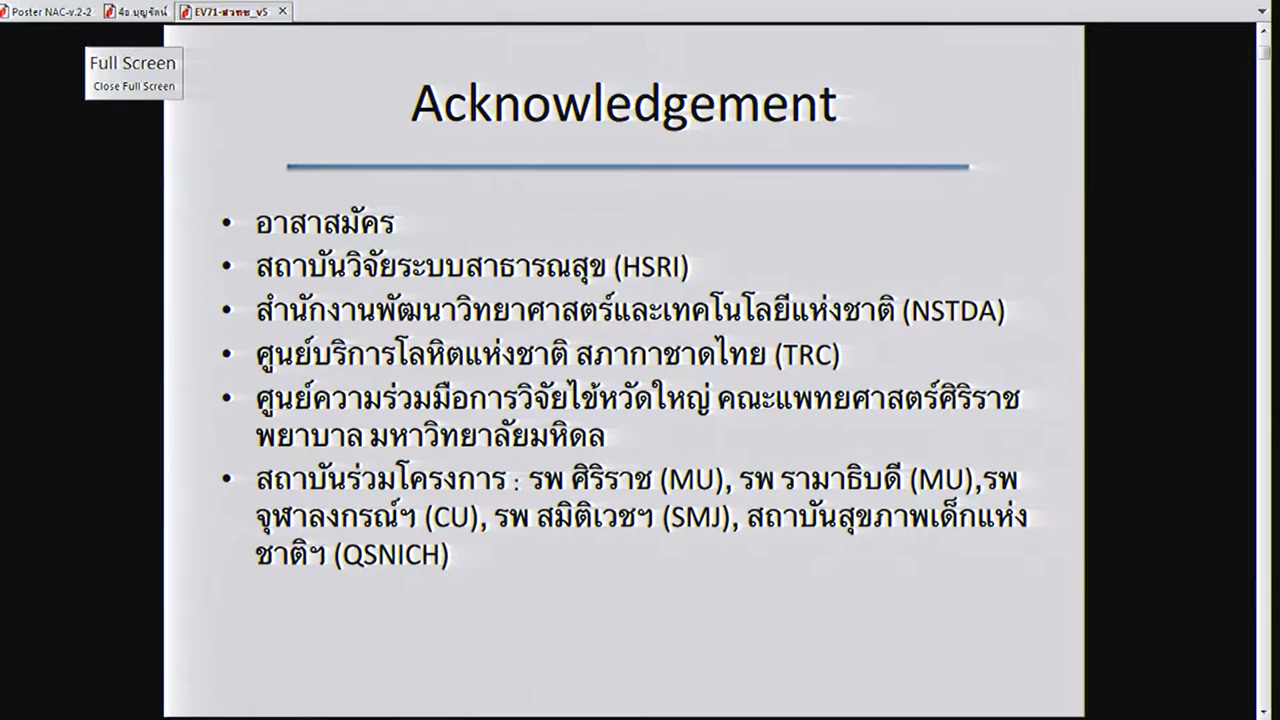 Poster NAC-v.2-2
4อ.บุญรัตน์
EV71-สวทช_v5
Full Screen
Close Full Screen
Acknowledgement
• อาสาสมัคร
• สถาบันวิจัยระบบสาธารณสุข (HSRI)
• สำนักงานพัฒนาวิทยาศาสตร์และเทคโนโลยีแห่งชาติ (NSTDA)
• ศูนย์บริการโลหิตแห่งชาติ สภากาชาดไทย (TRC)
• ศูนย์ความร่วมมือการวิจัยไข้หวัดใหญ่ คณะแพทยศาสตร์ศิริราช
พยาบาล มหาวิทยาลัยมหิดล
• สถาบันร่วมโครงการ : รพ ศิริราช (MU), รพ รามาธิบดี (MU),รพ
จุฬาลงกรณ์ฯ (CU), รพ สมิติเวชฯ (SMJ), สถาบันสุขภาพเด็กแห่ง
ชาติฯ (QSNICH)